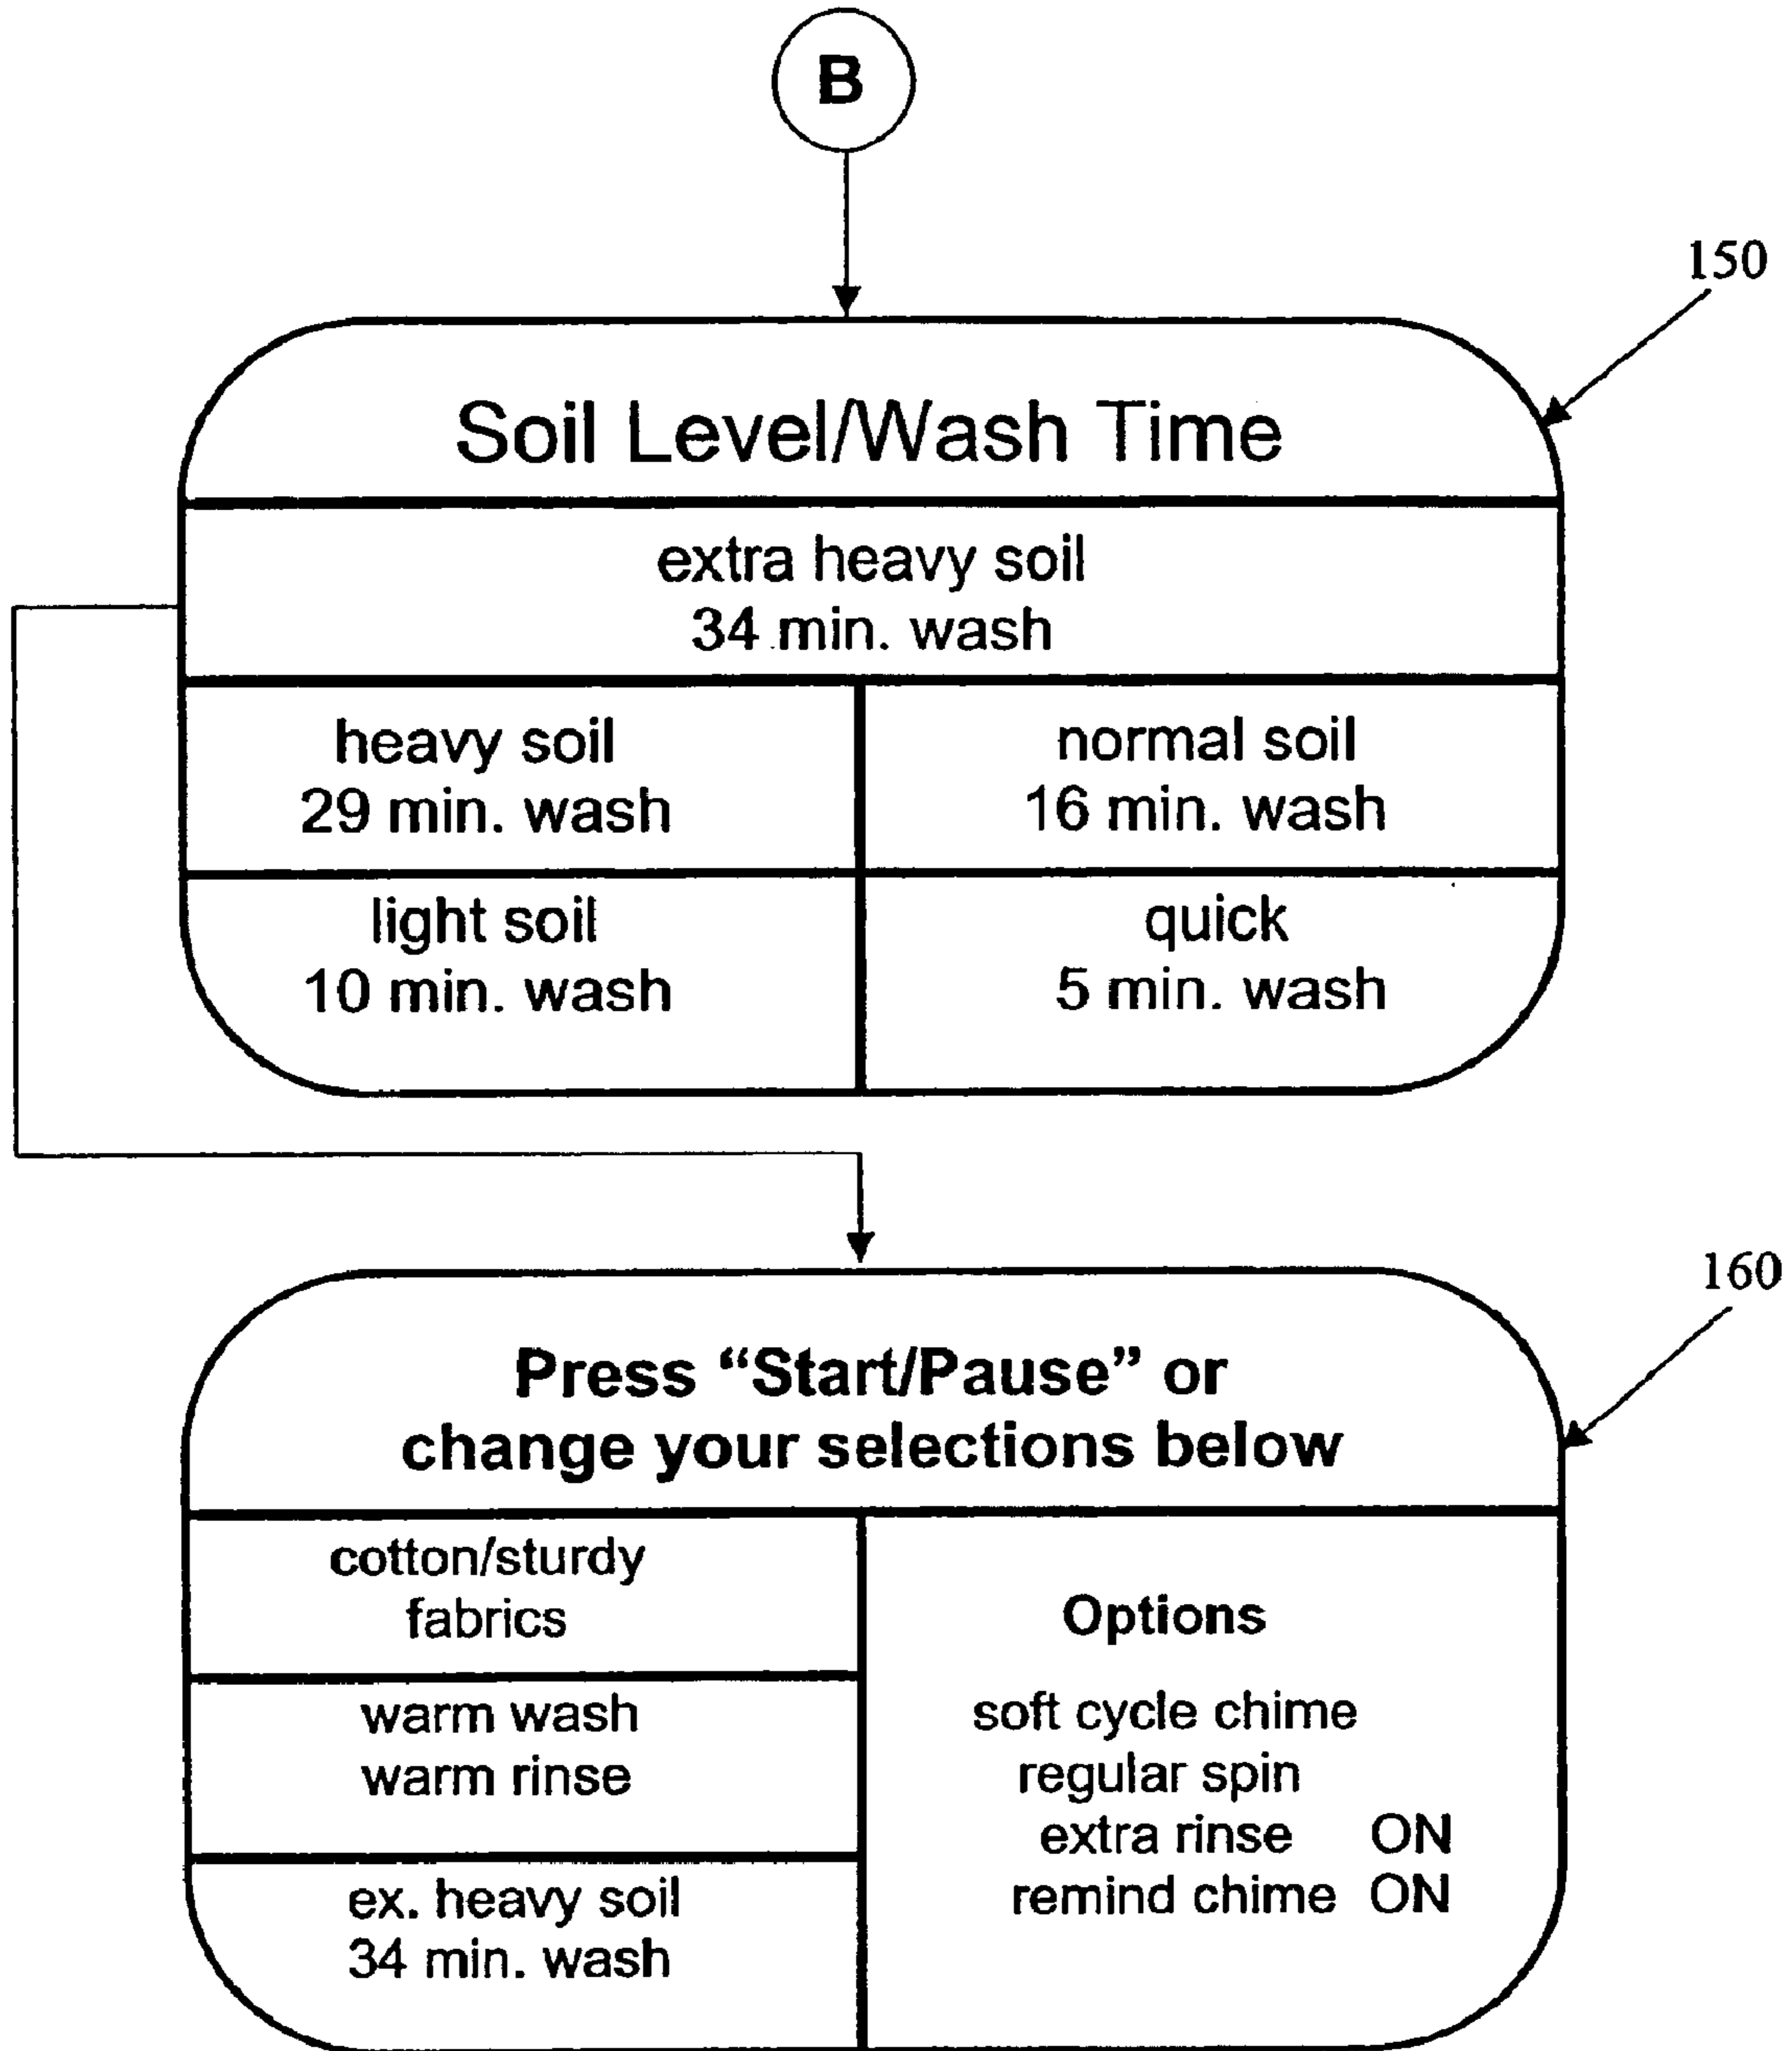 B
150
Soil Level/Wash Time
extra heavy soil
34 min. wash
heavy soil
29 min. wash
normal soil
16 min. wash
light soil
10 min. wash
quick
5 min. wash
160
Press “Start/Pause” or
change your selections below
cotton/sturdy
fabrics
warm wash
warm rinse
ex. heavy soil
34 min. wash
Options
soft cycle chime
regular spin
extra rinse ON
remind chime ON